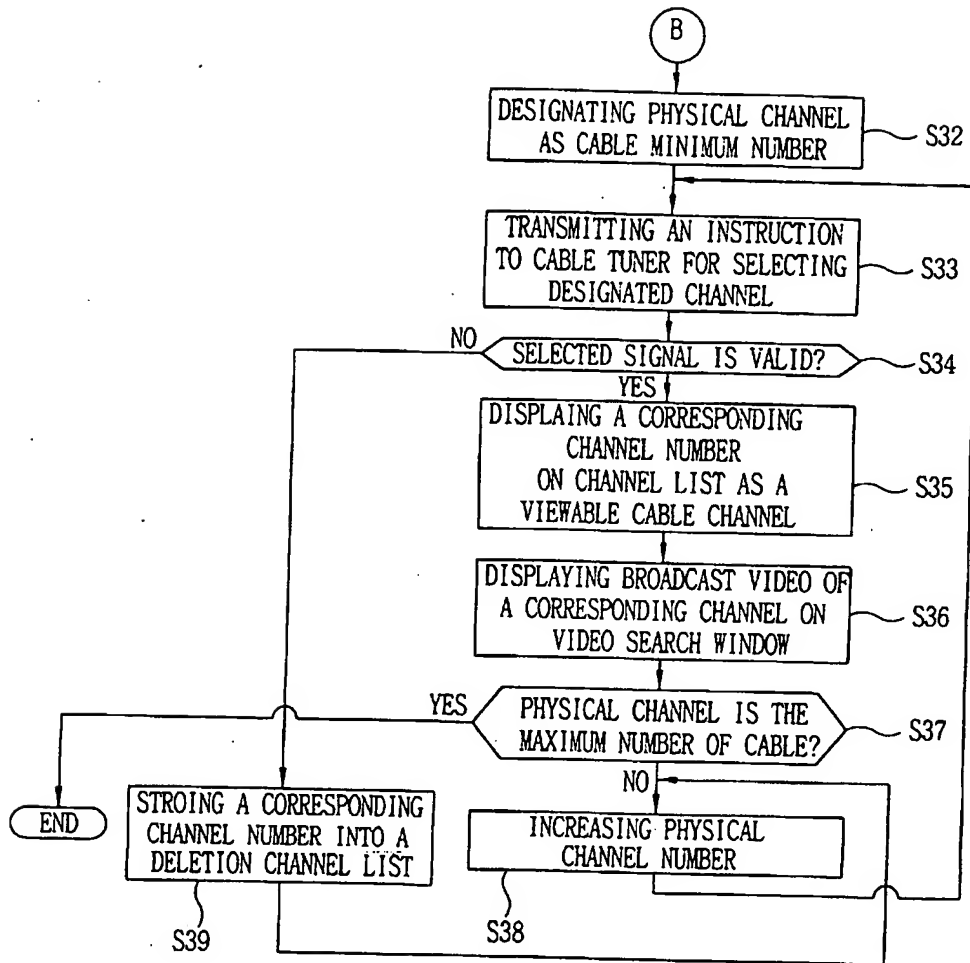 B
DESIGNATING PHYSICAL CHANNEL
AS CABLE MINIMUM NUMBER
S32
TRANSMITTING AN INSTRUCTION
TO CABLE TUNER FOR SELECTING
DESIGNATED CHANNEL
S33
NO
SELECTED SIGNAL IS VALID?
S34
YES
DISPLAING A CORRESPONDING
CHANNEL NUMBER
ON CHANNEL LIST AS A
VIEWABLE CABLE CHANNEL
S35
DISPLAYING BROADCAST VIDEO OF
A CORRESPONDING CHANNEL ON
VIDEO SEARCH WINDOW
S36
YES
PHYSICAL CHANNEL IS THE
MAXIMUM NUMBER OF CABLE?
S37
NO
END
STROING A CORRESPONDING
CHANNEL NUMBER INTO A
DELETION CHANNEL LIST
INCREASING PHYSICAL
CHANNEL NUMBER
S39
S38